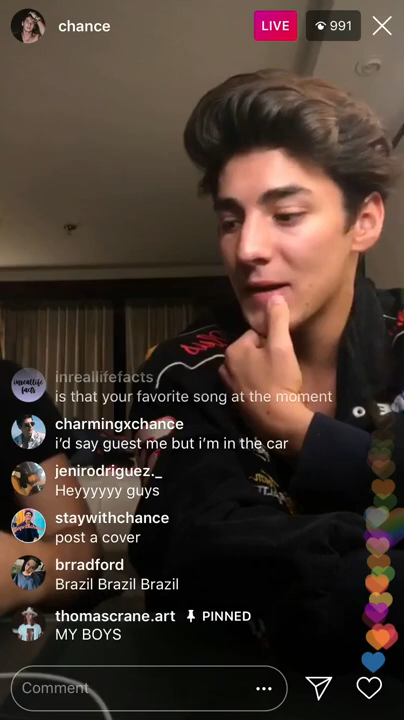 chance
LIVE
991
inreallifefacts
is that your favorite song at the moment
charmingxchance
i'd say guest me but i'm in the car
jenirodriguez._
Heyyyyyy guys
staywithchance
post a cover
brradford
Brazil Brazil Brazil
thomascrane.art PINNED
MY BOYS
Comment